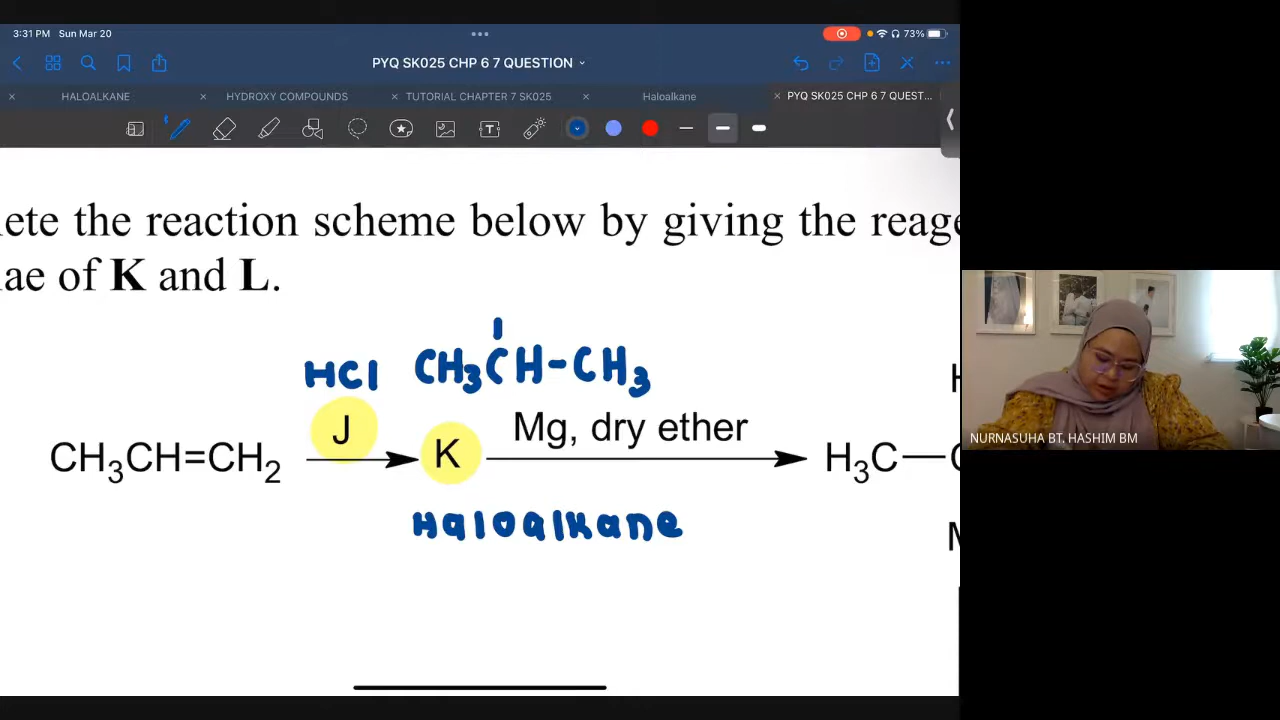 3:31 PM Sun Mar 20
73%
PYQ SK025 CHP 6 7 QUESTION
HALOALKANE
HYDROXY COMPOUNDS
TUTORIAL CHAPTER 7 SK025
Haloalkane
PYQ SK025 CHP 6 7 QUEST...
lete the reaction scheme below by giving the reage
lae of K and L.
HCl CH3CH-CH3
J
CH3CH=CH2 K Mg, dry ether H3C—
Haloalkane
NURNASUHA BT. HASHIM BM